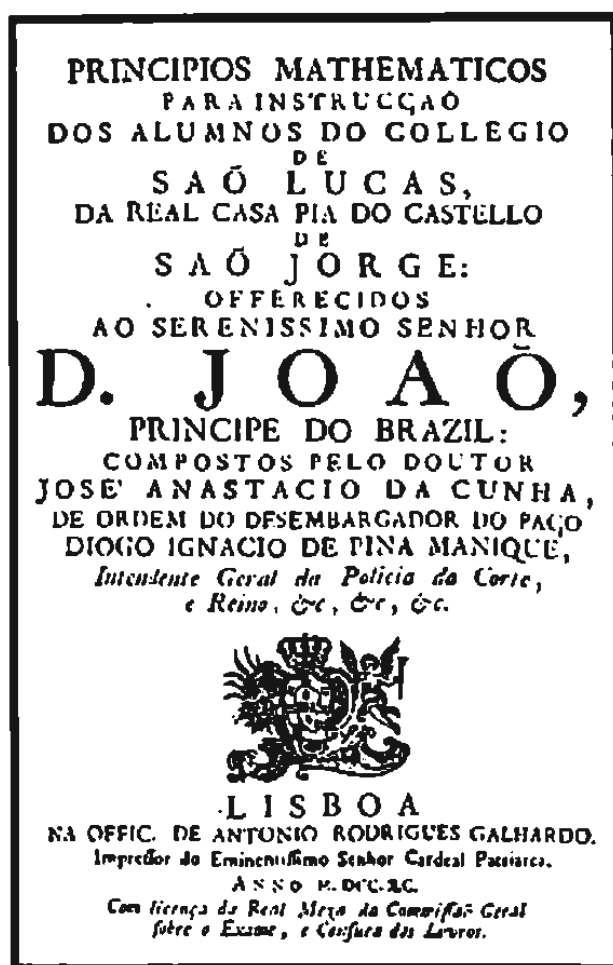 PRINCIPIOS MATHEMATICOS
PARA INSTRUCÇAÕ
DOS ALUMNOS DO COLLEGIO
DE
SAÕ LUCAS,
DA REAL CASA PIA DO CASTELLO
DE
SAÕ JORGE:
OFFERECIDOS
AO SERENISSIMO SENHOR
D. JOAÕ,
PRINCIPE DO BRAZIL:
COMPOSTOS PELO DOUTOR
JOSE' ANASTACIO DA CUNHA,
DE ORDEM DO DESEMBARGADOR DO PAÇO
DIOGO IGNACIO DE PINA MANIQUE,
Intendente Geral da Policia da Corte,
e Reino, &c, &c, &c.
LISBOA
NA OFFIC. DE ANTONIO RODRIGUES GALHARDO.
Impressor do Eminentissimo Senhor Cardeal Patriarca.
ANNO M.DCC.XC.
Com licença da Real Meza da Commissaõ Geral
sobre o Exame, e Censura dos Livros.